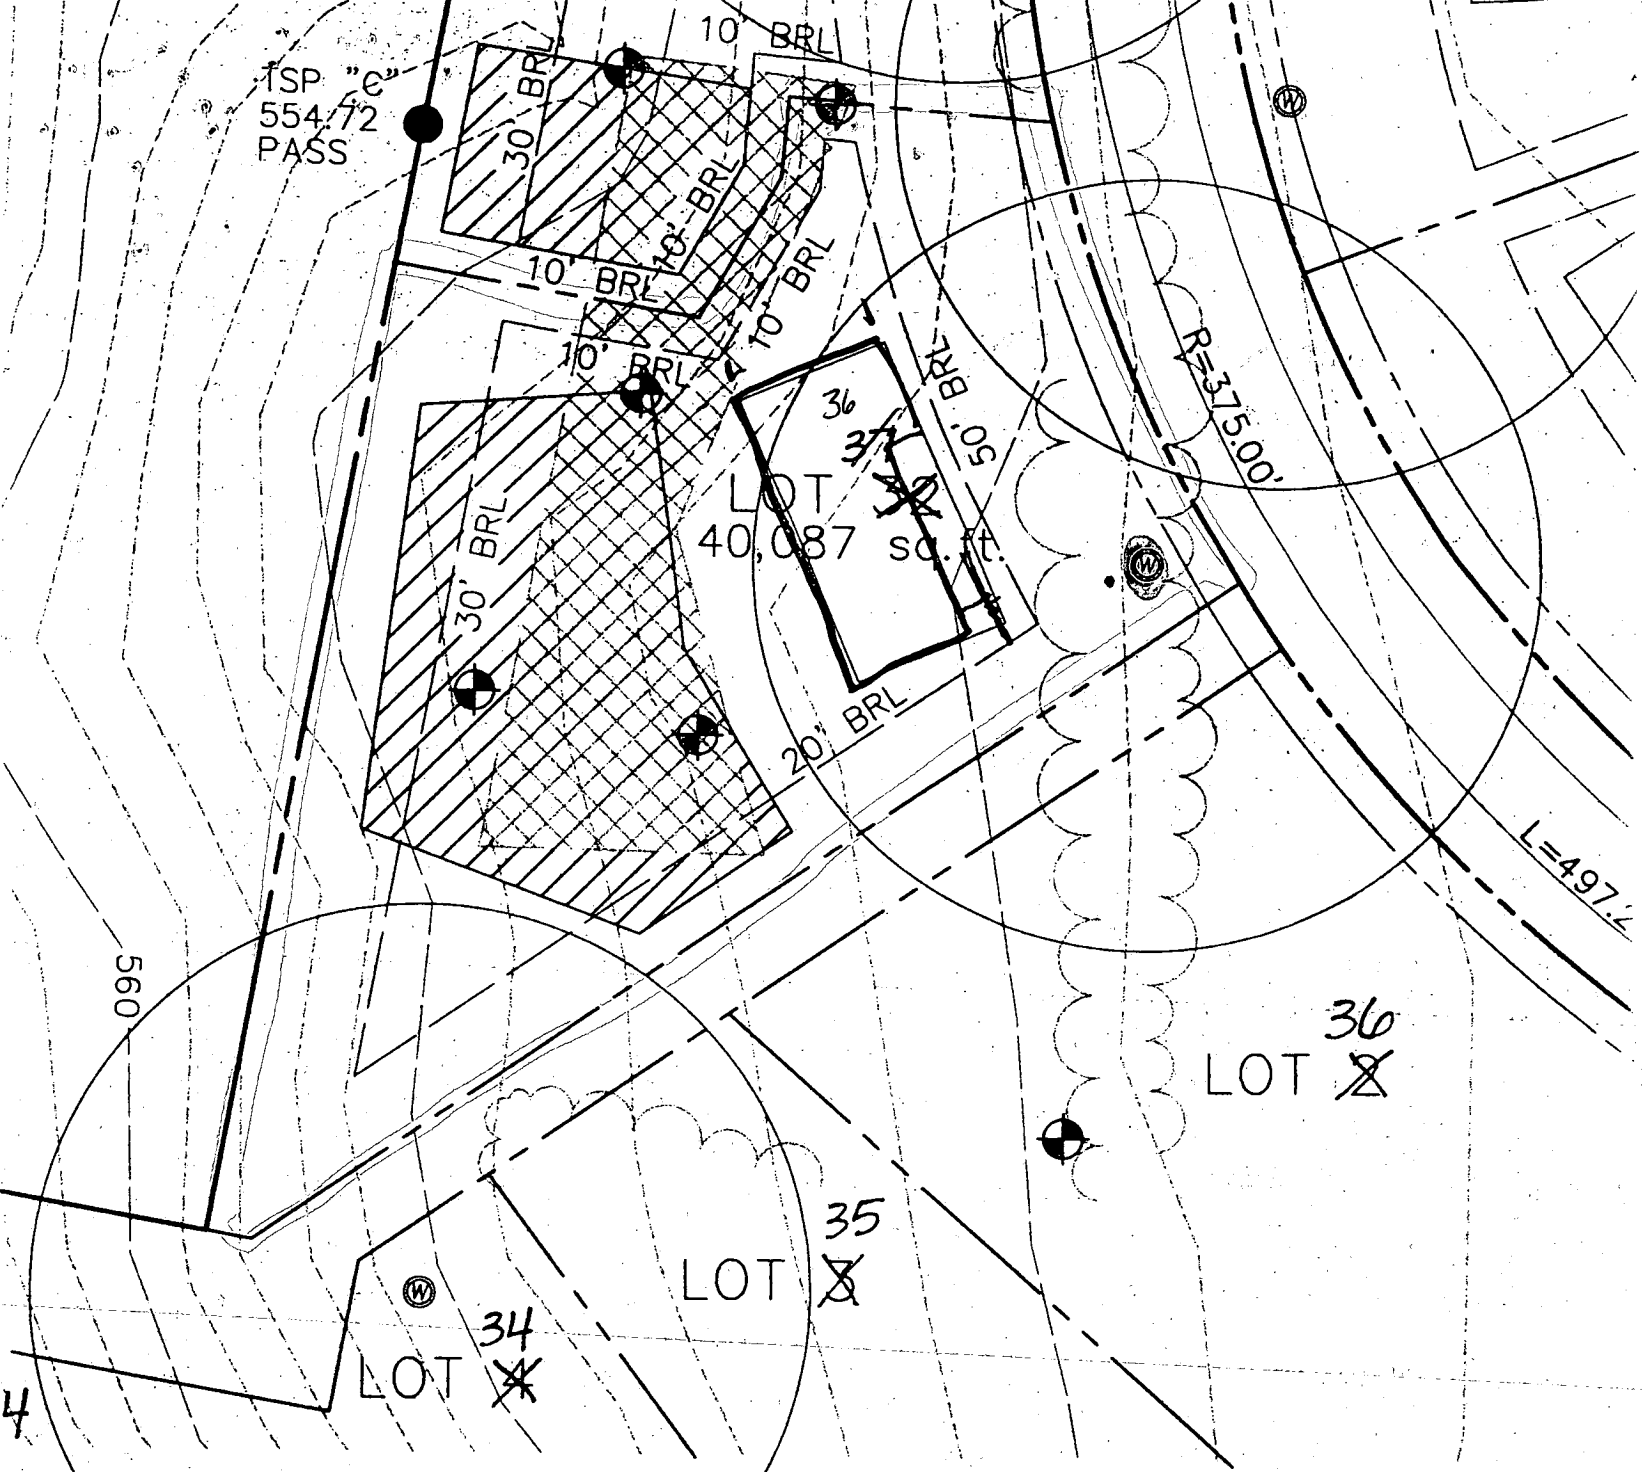 10' BRL
TSP "C"
554.72
PASS
30' BRL
10' BRL
10' BRL
10' BRL
10' BRL
50' BRL
R=375.00'
36
37
LOT 32
40,087 sq.ft.
30' BRL
20' BRL
L=497.2
560
36
LOT 2
35
LOT 3
34
LOT 4
4
W
W
W